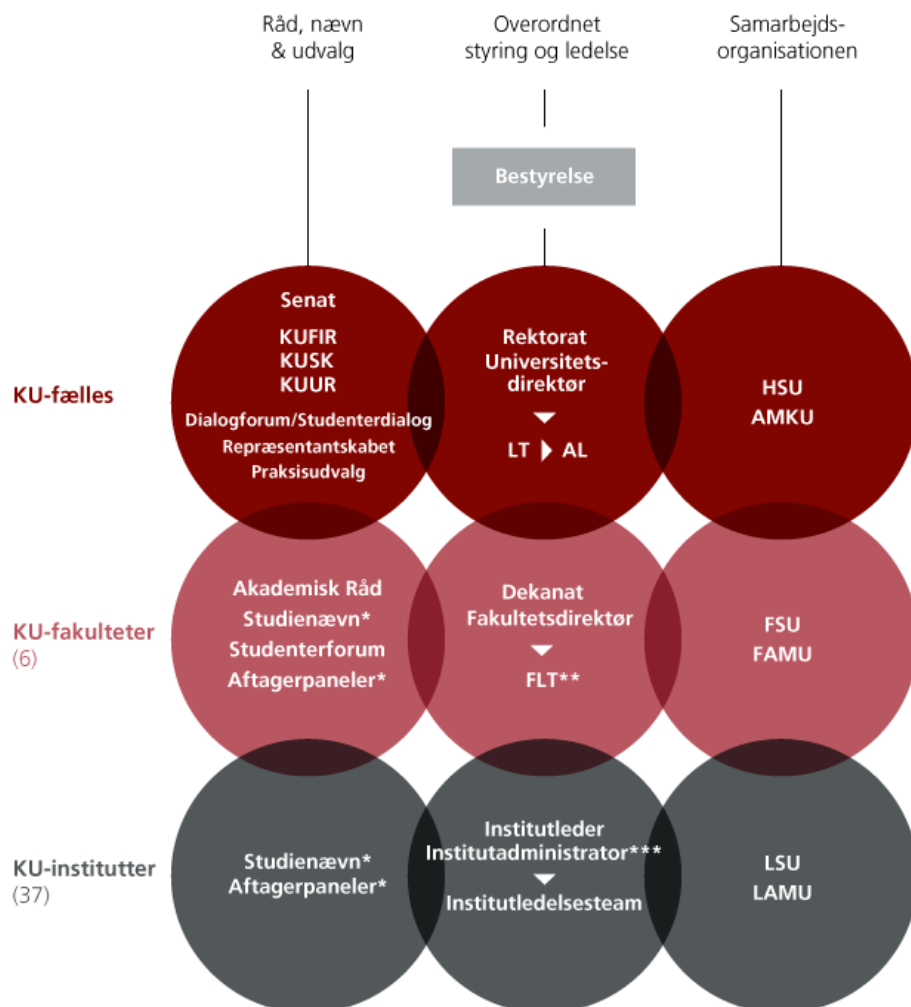 Råd, nævn
& udvalg
Overordnet
styring og ledelse
Samarbejds-
organisationen
Bestyrelse
KU-fælles
Senat
KUFIR
KUSK
KUUR
Dialogforum/Studenterdialog
Repræsentantskabet
Praksisudvalg
Rektorat
Universitets-
direktør
LT AL
HSU
AMKU
KU-fakulteter
(6)
Akademisk Råd
Studienævn*
Studenterforum
Aftagerpaneler*
Dekanat
Fakultetsdirektør
FLT**
FSU
FAMU
KU-institutter
(37)
Studienævn*
Aftagerpaneler*
Institutleder
Institutadministrator***
Institutledelsesteam
LSU
LAMU